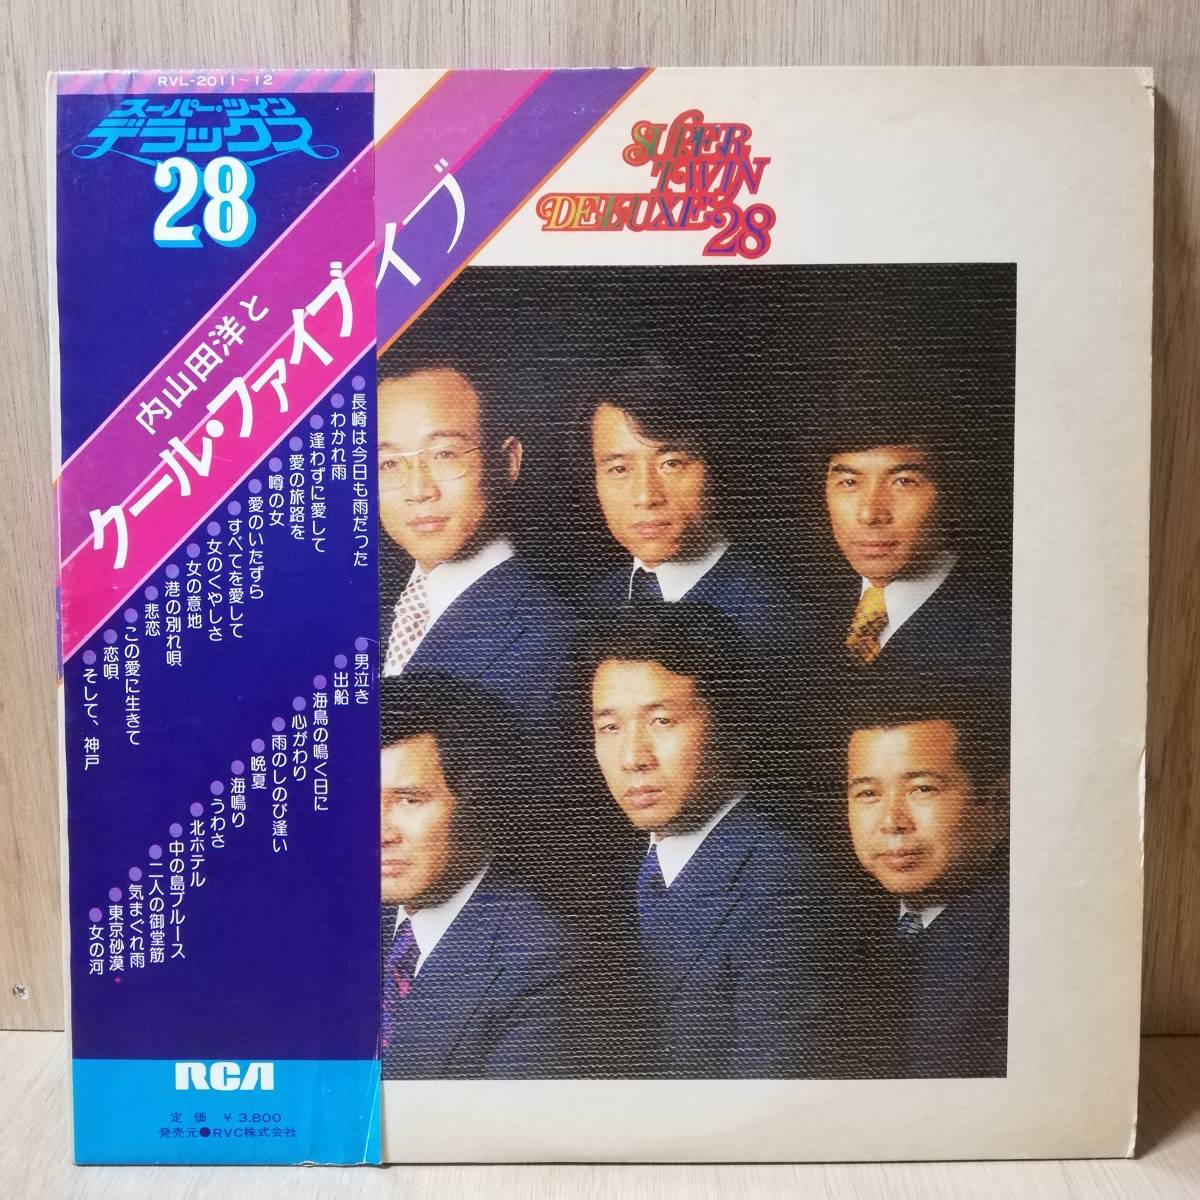 RVL-2011~12
スーパー・ツイン
デラックス
28
内山田洋と
クール・ファイブ
イブ
SUPER
TWIN
DELUXE
28
●長崎は今日も雨だった
●わかれ雨
●逢わずに愛して
●愛の旅路を
●噂の女
●愛のいたずら
●すべてを愛して
●女のくやしさ
●女の意地
●港の別れ唄
●悲恋
●この愛に生きて
●恋唄
●そして、神戸
●男泣き
●出船
●海鳥の鳴く日に
●心がわり
●雨のしのび逢い
●晩夏
●海鳴り
●うわさ
●北ホテル
●中の島ブルース
●二人の御堂筋
●気まぐれ雨
●東京砂漠
●女の河
RCA
定価 ¥3,800
発売元●RVC株式会社